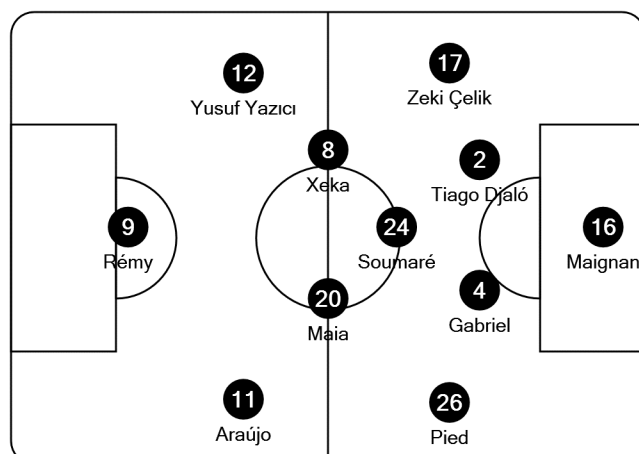 17
Zeki Çelik
12
Yusuf Yazıcı
8
Xeka
2
Tiago Djaló
9
Rémy
24
Soumaré
16
Maignan
20
Maia
4
Gabriel
11
Araújo
26
Pied